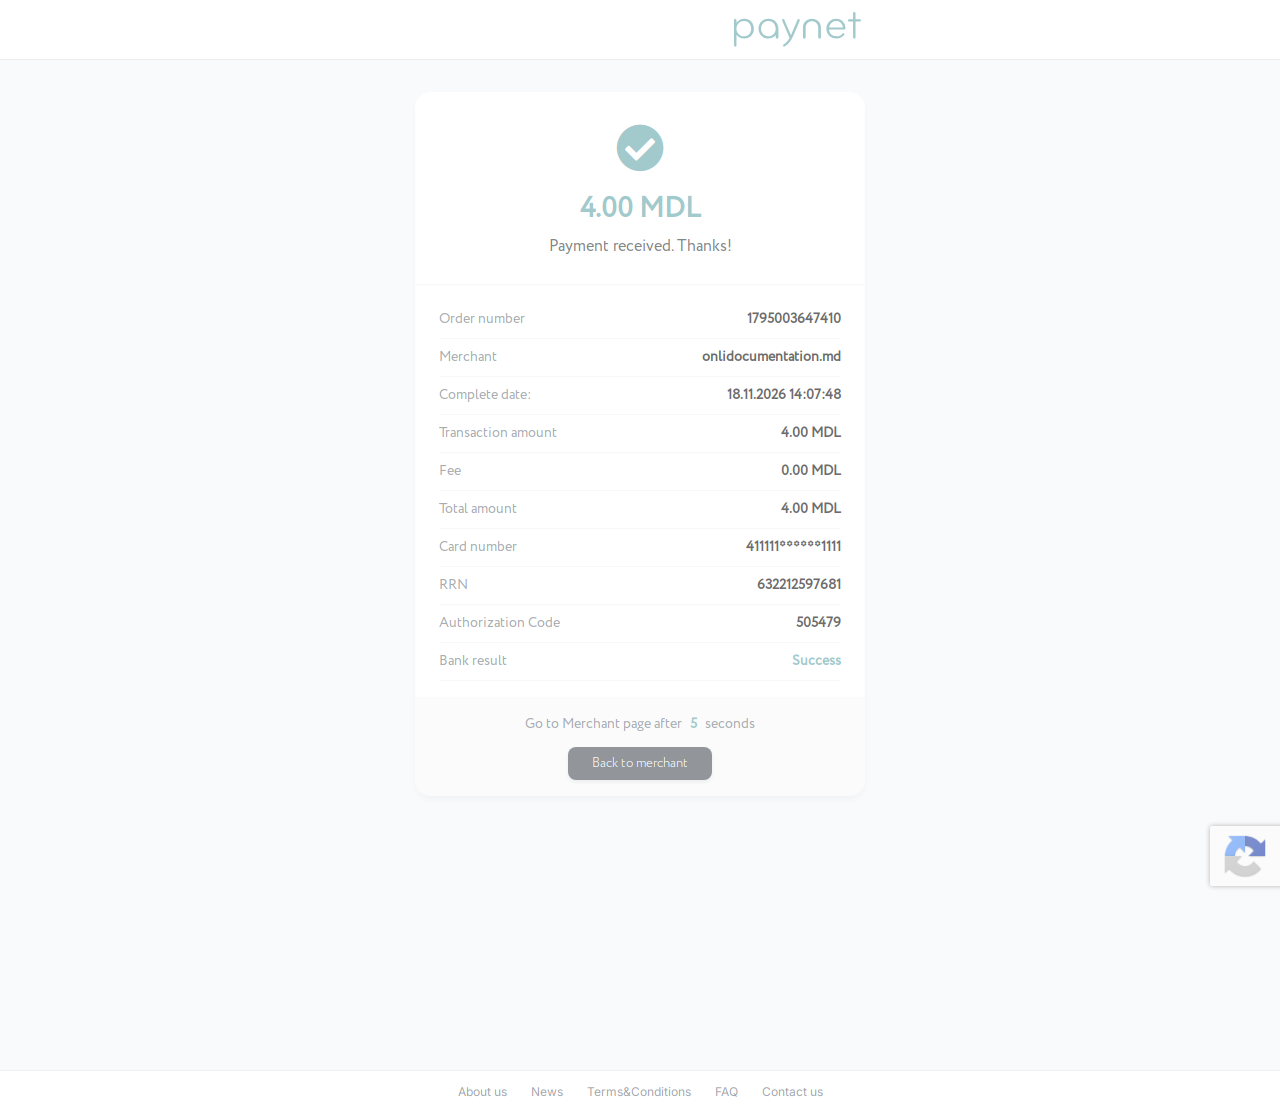 paynet
4.00 MDL
Payment received. Thanks!
Order number 1795003647410
Merchant onlidocumentation.md
Complete date: 18.11.2026 14:07:48
Transaction amount 4.00 MDL
Fee 0.00 MDL
Total amount 4.00 MDL
Card number 411111******1111
RRN 632212597681
Authorization Code 505479
Bank result Success
Go to Merchant page after 5 seconds
Back to merchant
About us News Terms&Conditions FAQ Contact us